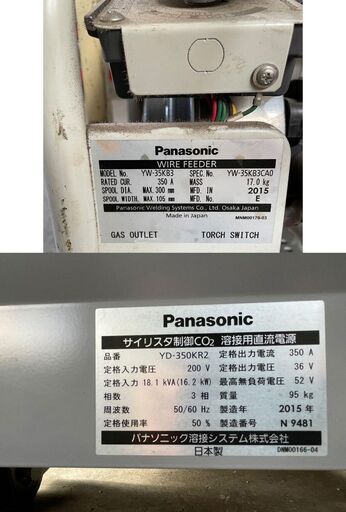 Panasonic
WIRE FEEDER
MODEL No. YW-35KB3 SPEC No. YW-35KB3CA0
RATED CUR. 350 A MASS 17.0 kg
SPOOL DIA. MAX. 300 mm MFD. IN 2015
SPOOL WIDTH. MAX. 105 mm MFD. No. E
Panasonic Welding Systems Co., Ltd. Osaka Japan
Made in Japan MNM00176-03
GAS OUTLET TORCH SWITCH
Panasonic
サイリスタ制御CO₂ 溶接用直流電源
品番 YD-350KR2 定格出力電流 350 A
定格入力電圧 200 V 定格出力電圧 36 V
定格入力 18.1 kVA(16.2 kW) 最高無負荷電圧 52 V
相数 3 相 質量 95 kg
周波数 50/60 Hz 製造年 2015 年
定格使用率 50 % 製造番号 N 9481
パナソニック溶接システム株式会社
日本製 DNM00166-04